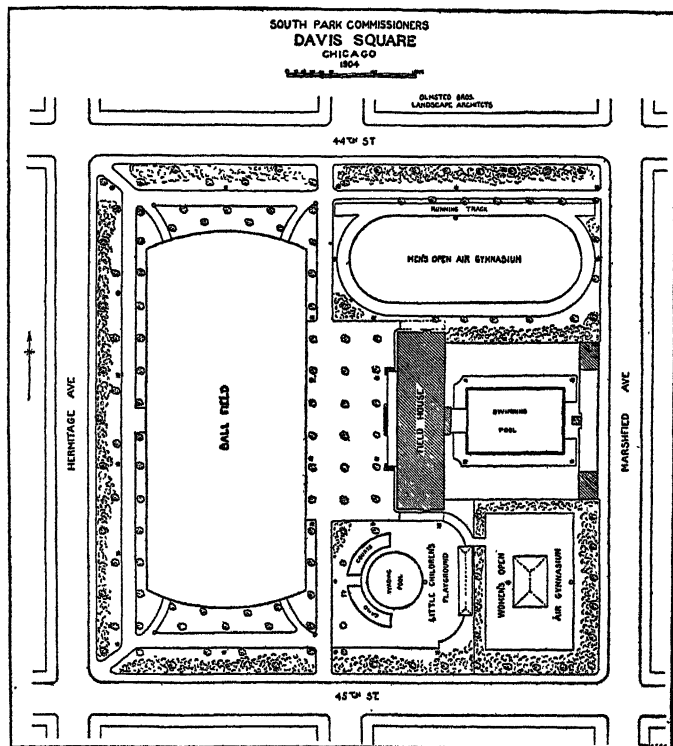 SOUTH PARK COMMISSIONERS
DAVIS SQUARE
CHICAGO
1904
OLMSTED BROS.
LANDSCAPE ARCHITECTS
44TH ST
RUNNING TRACK
MEN'S OPEN AIR GYMNASIUM
HERMITAGE AVE
BALL FIELD
FIELD HOUSE
SWIMMING
POOL
MARSHFIELD AVE
WADING
POOL
LITTLE CHILDREN'S
PLAYGROUND
WOMEN'S OPEN
AIR GYMNASIUM
45TH ST.